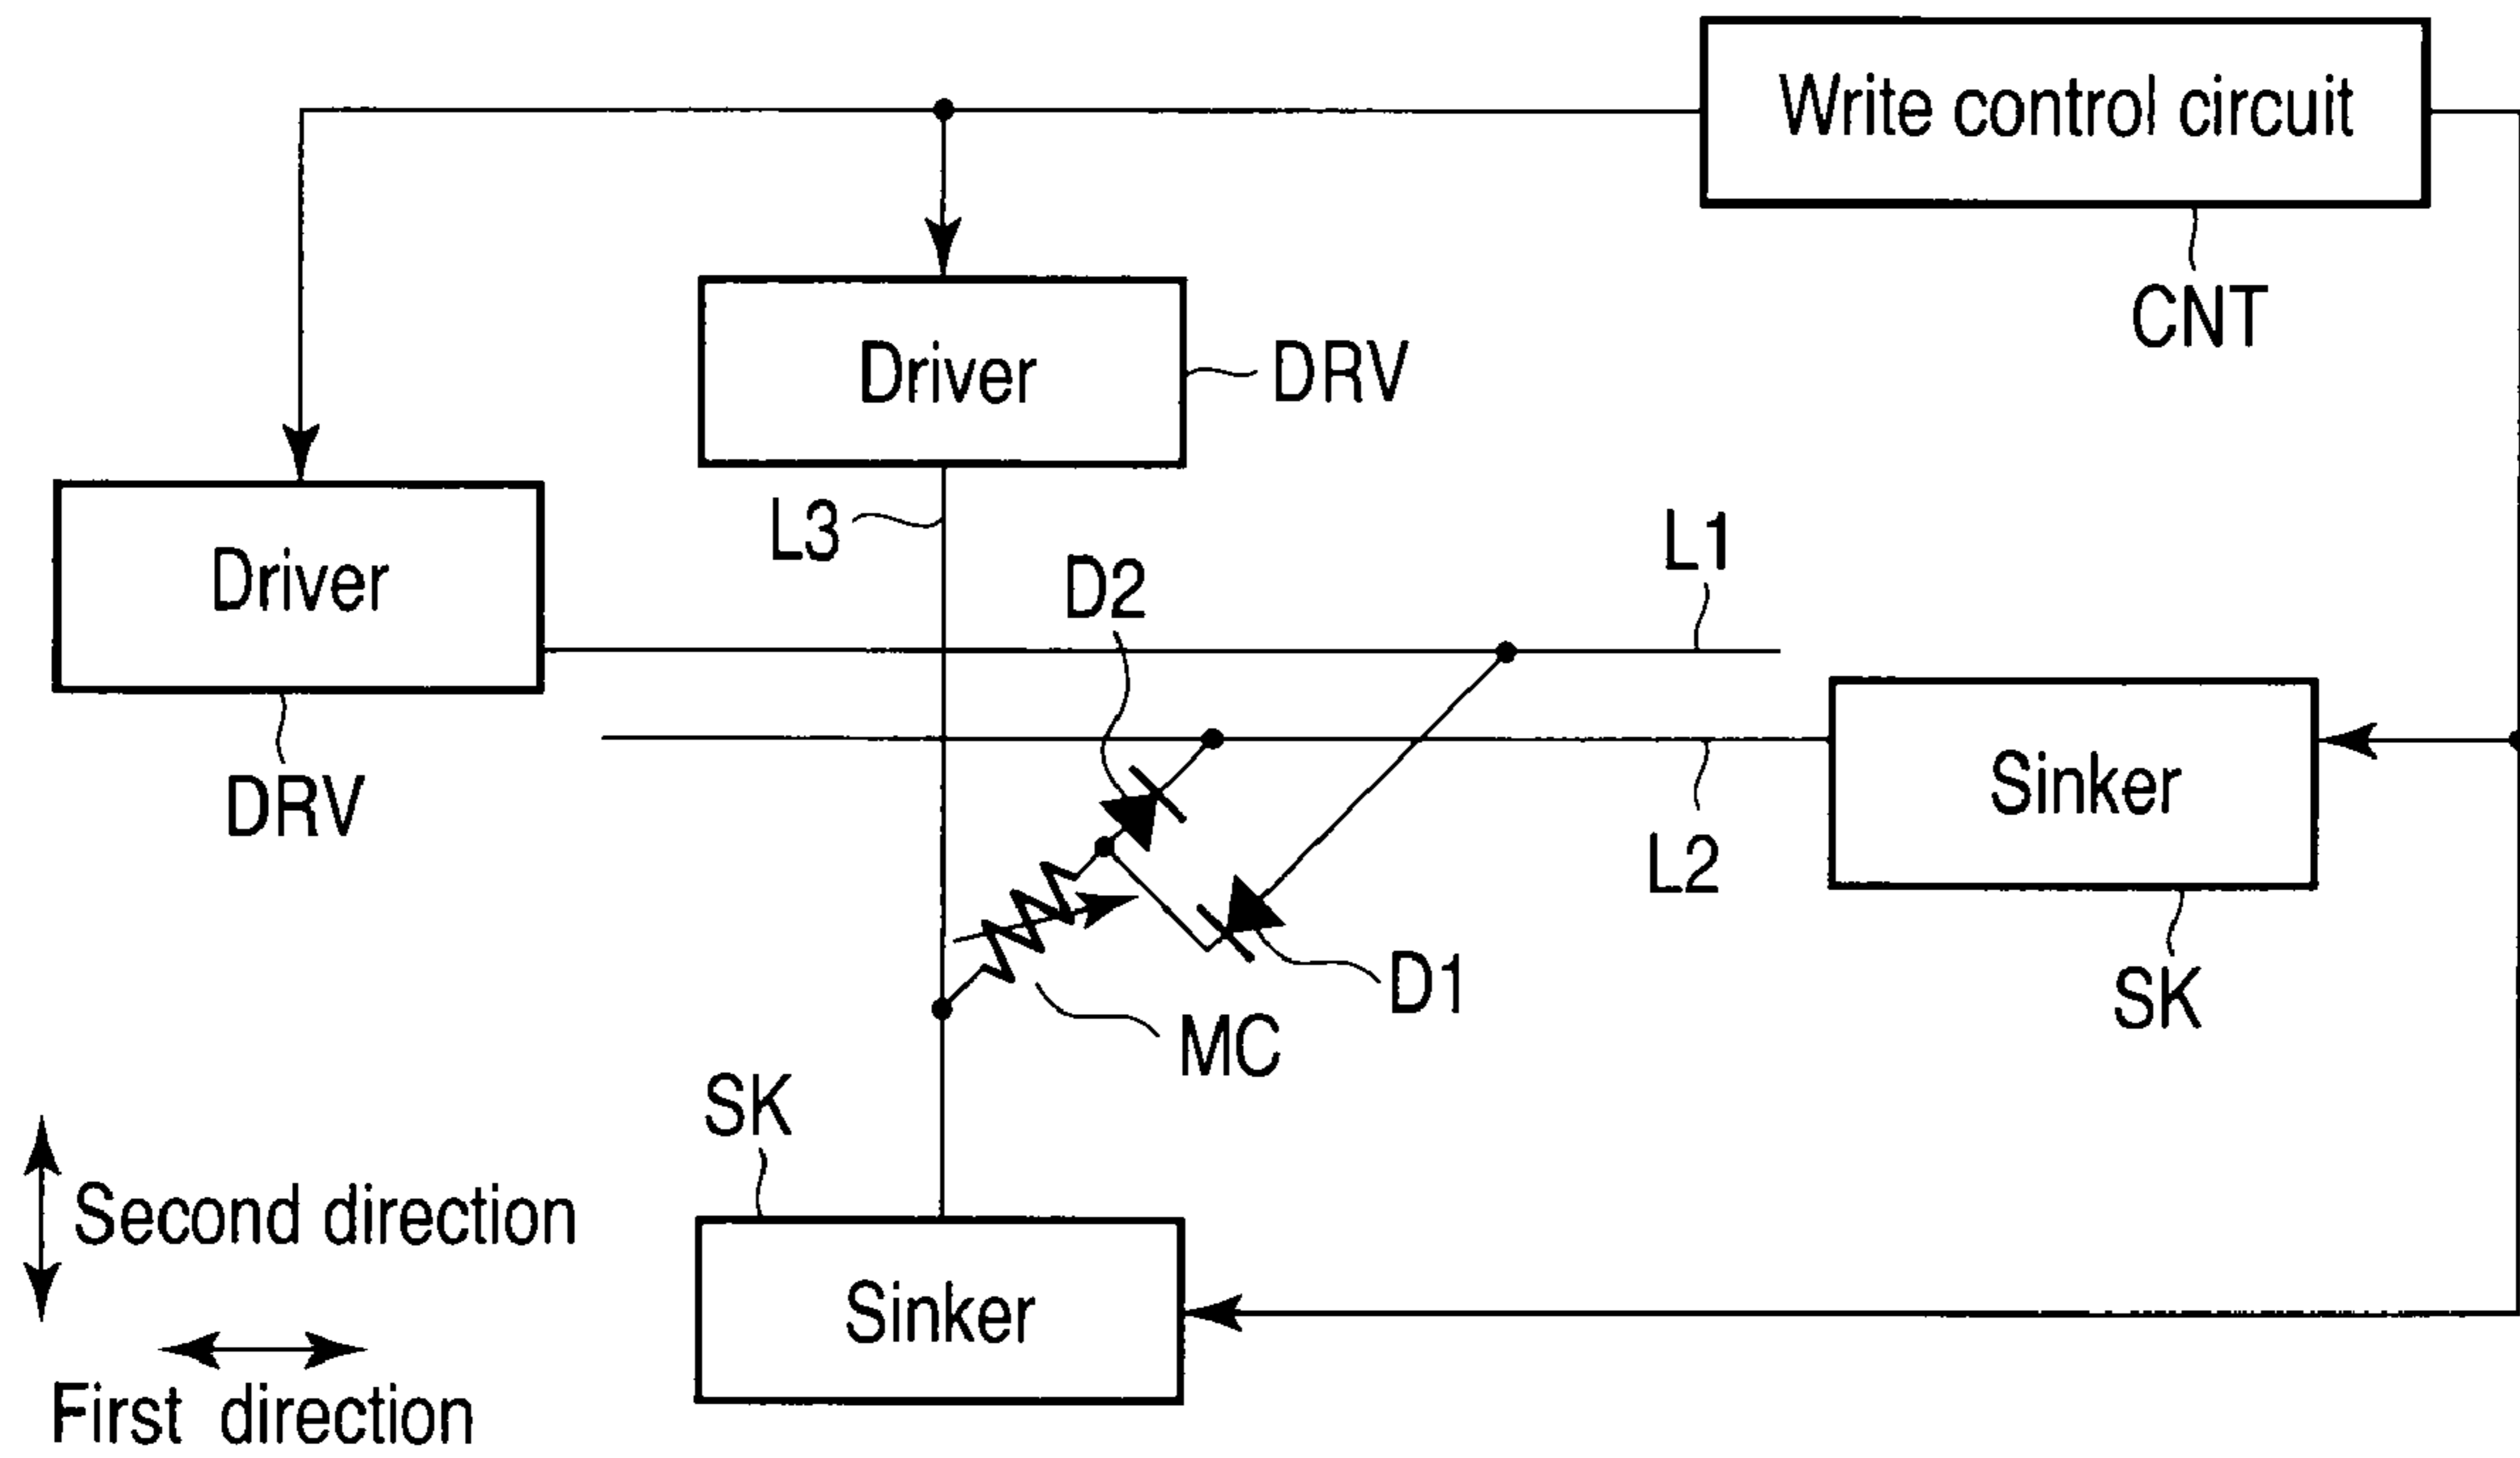 Write control circuit
CNT
Driver
DRV
L3
L1
D2
Driver
DRV
Sinker
L2
D1
SK
MC
SK
Second direction
Sinker
First direction